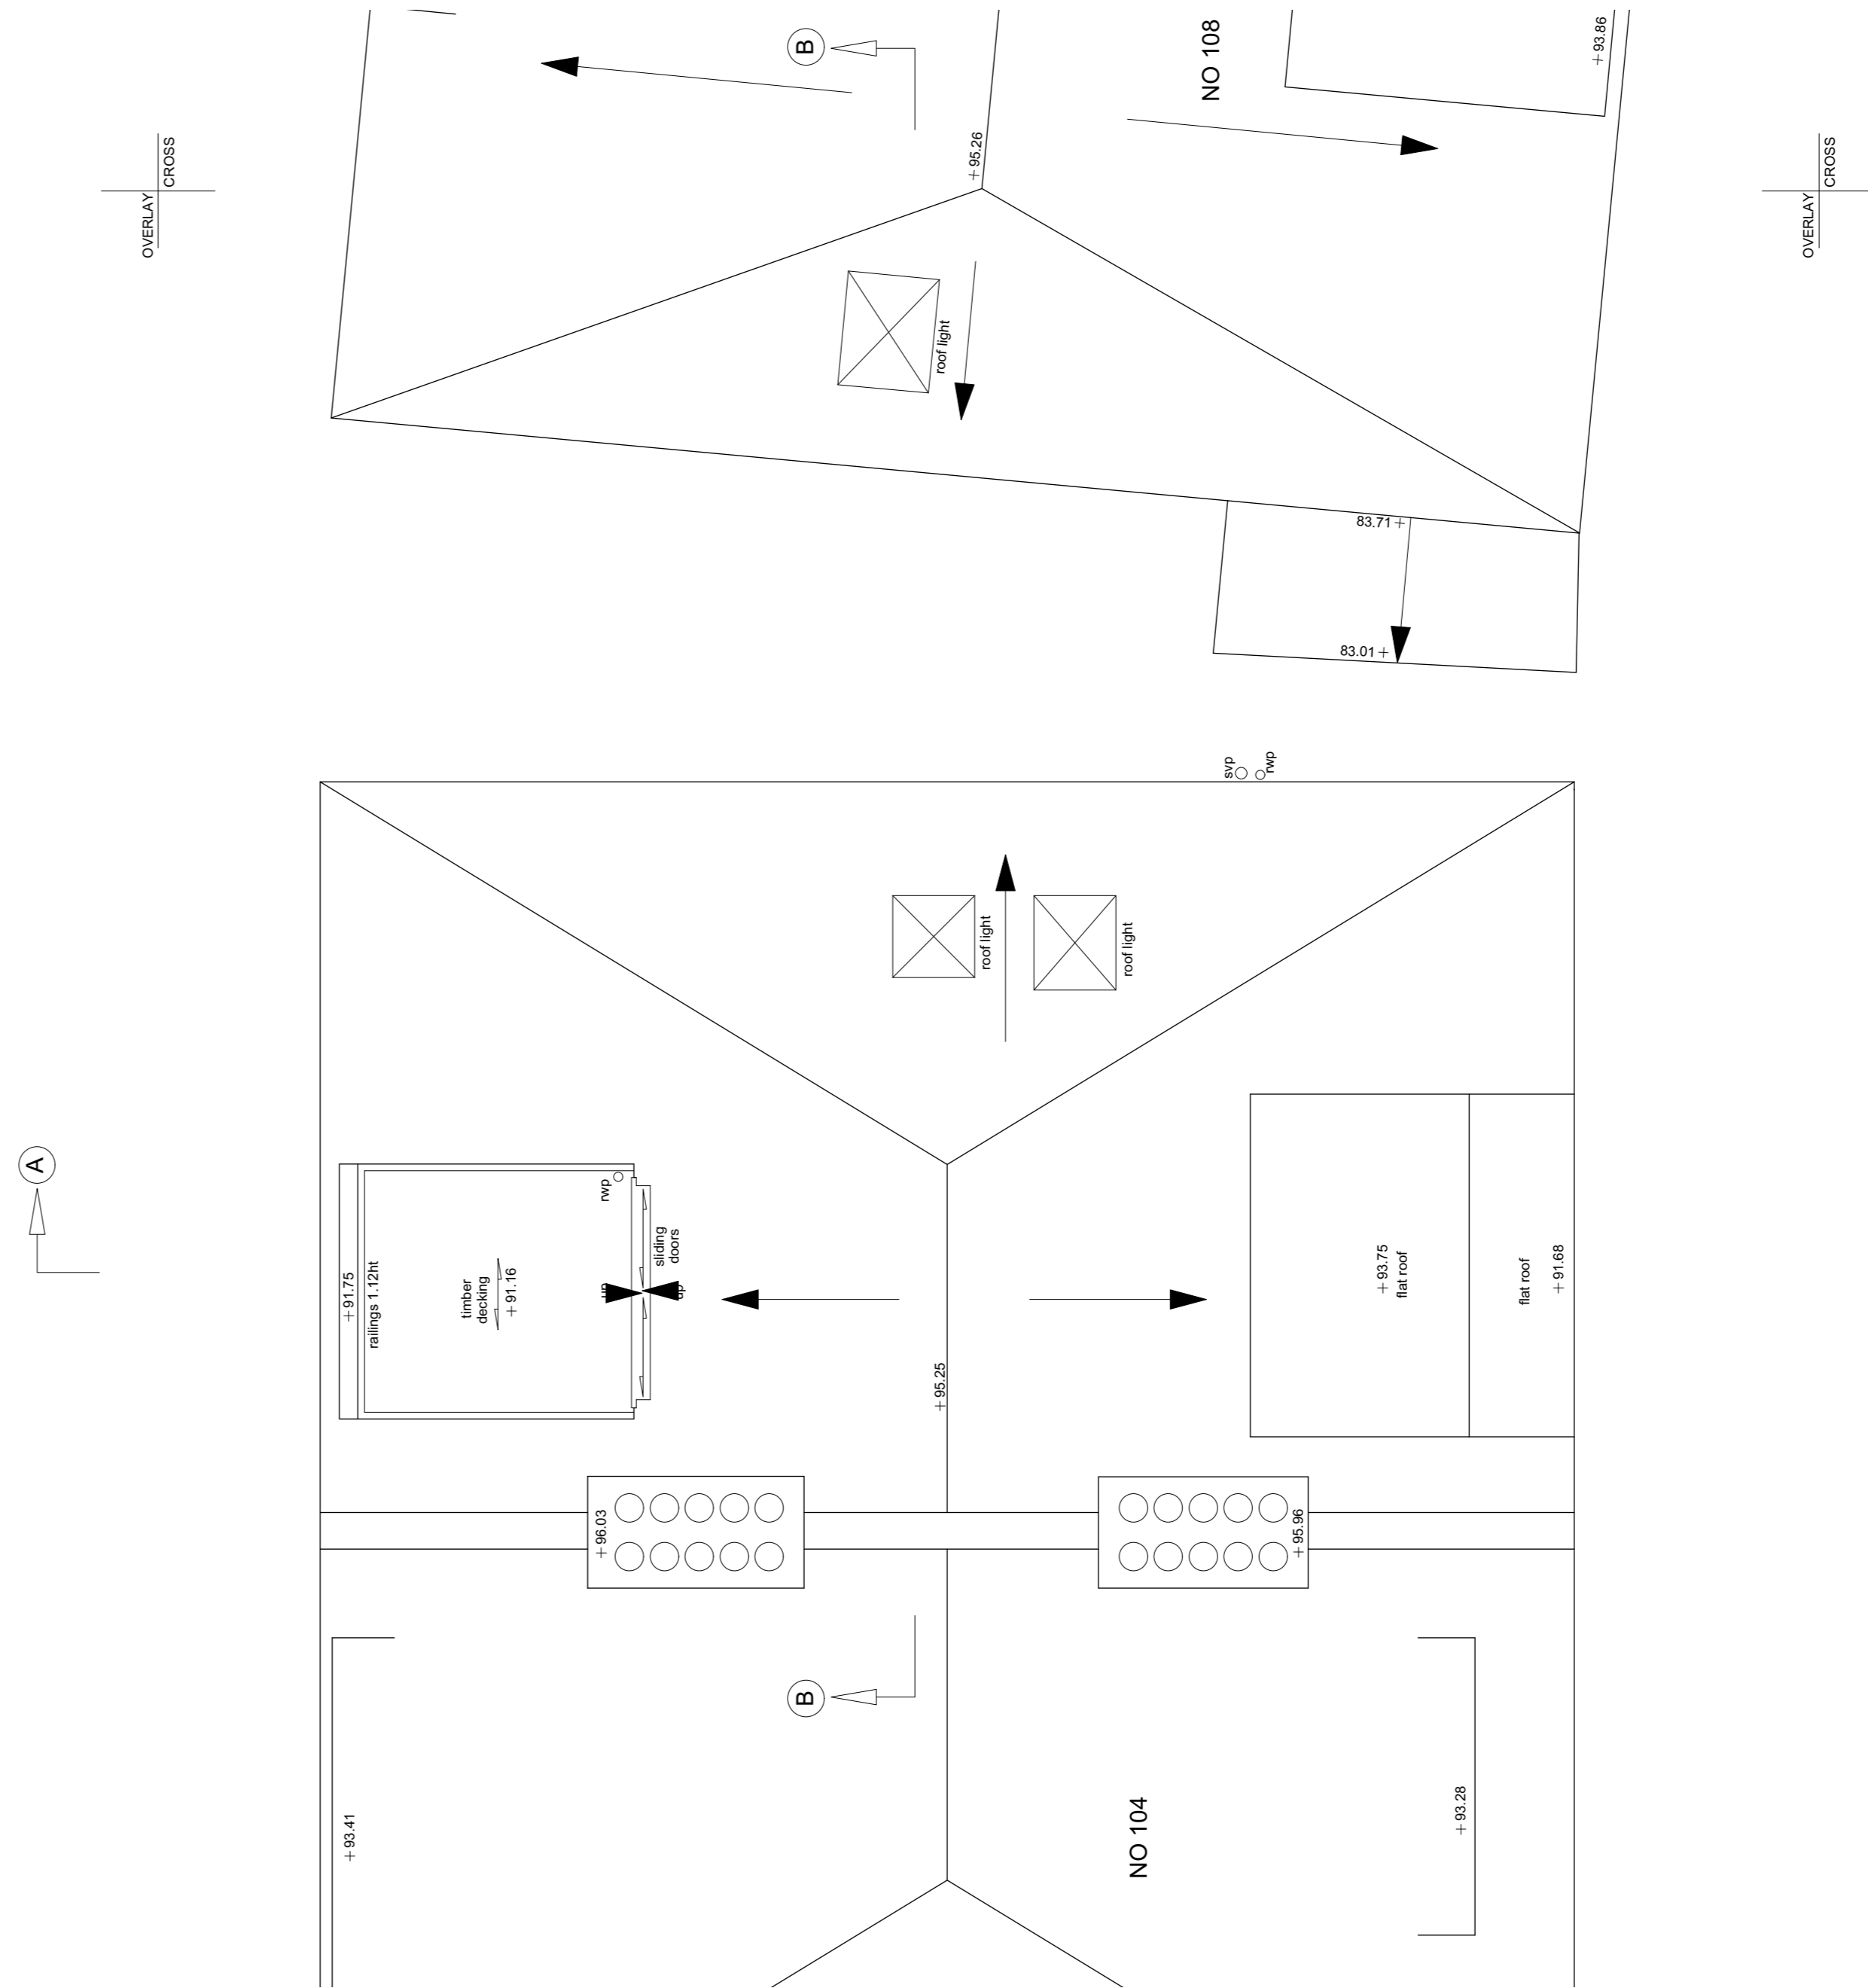 B
NO 108
+ 93.86
CROSS
OVERLAY
CROSS
OVERLAY
+ 95.26
roof light
83.71 +
83.01 +
svp
rwp
roof light
roof light
A
rwp
sliding
doors
up
up
+ 91.75
railings 1.12ht
timber
decking
+ 91.16
+ 93.75
flat roof
flat roof
+ 91.68
+ 95.25
+ 96.03
+ 95.96
B
NO 104
+ 93.41
+ 93.28